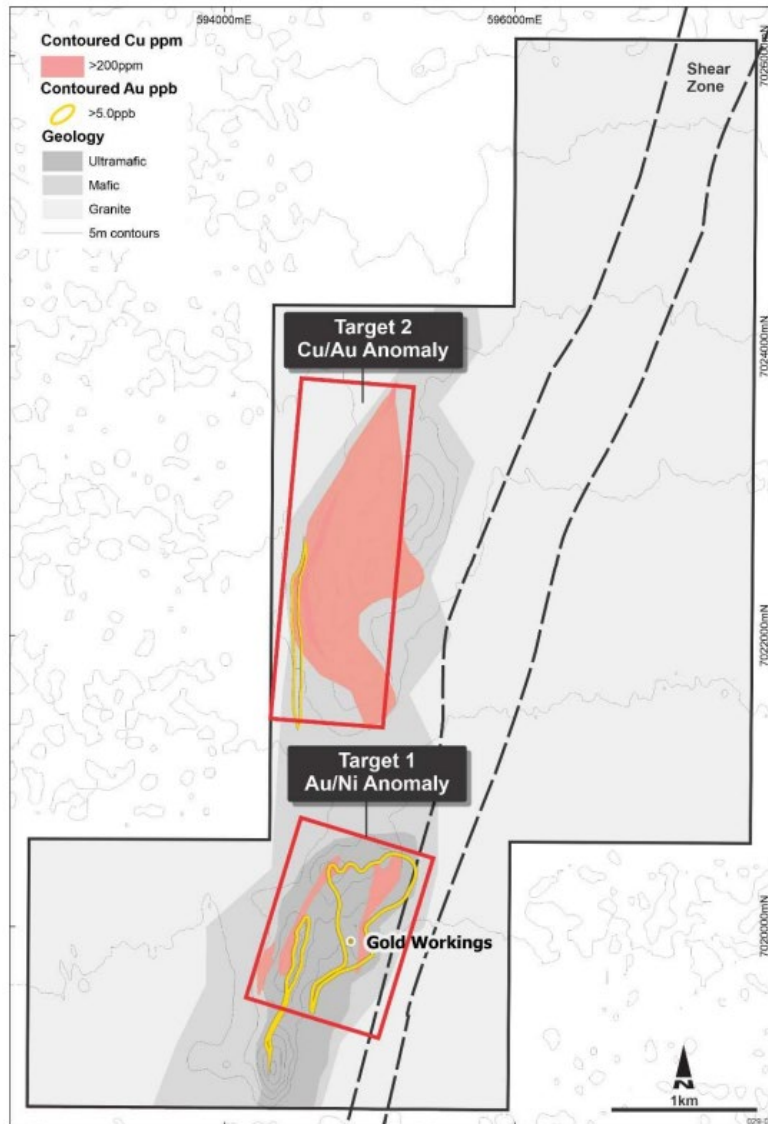 594000mE
596000mE
Contoured Cu ppm
>200ppm
Contoured Au ppb
>5.0ppb
Geology
Ultramafic
Mafic
Granite
5m contours
Shear
Zone
7026000mN
Target 2
Cu/Au Anomaly
7024000mN
7022000mN
Target 1
Au/Ni Anomaly
Gold Workings
7020000mN
N
1km